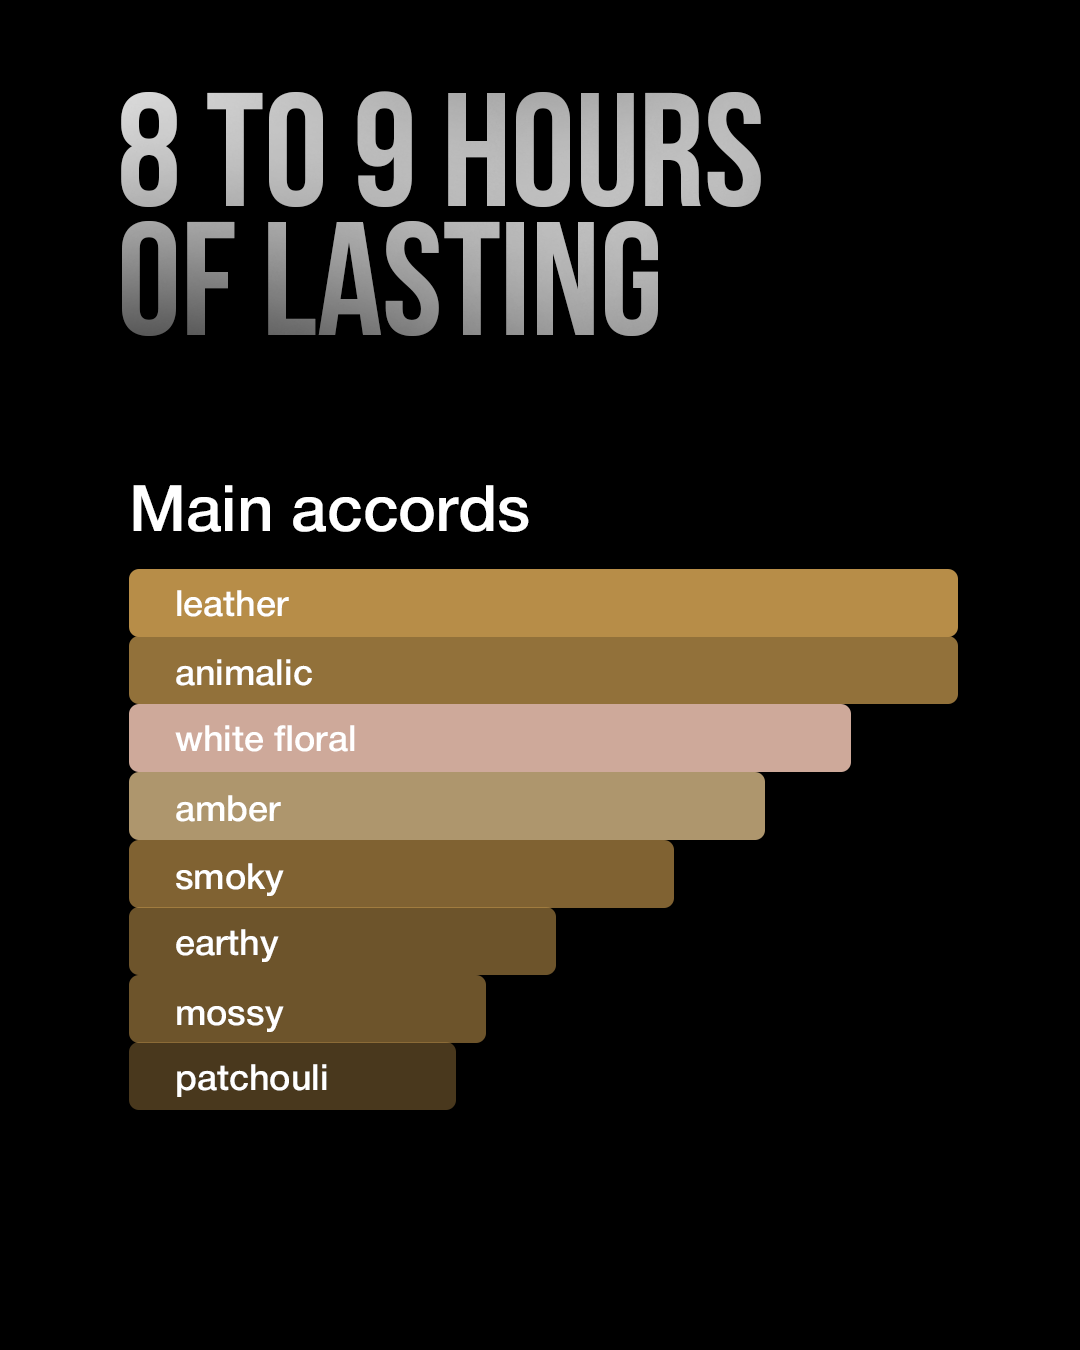 8 TO 9 HOURS
OF LASTING
Main accords
leather
animalic
white floral
amber
smoky
earthy
mossy
patchouli